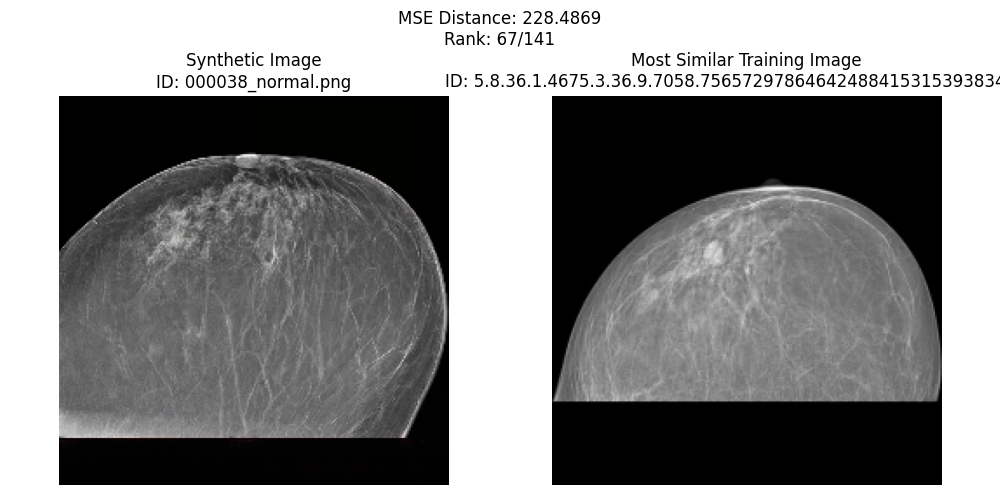 MSE Distance: 228.4869
Rank: 67/141
Synthetic Image
ID: 000038_normal.png
Most Similar Training Image
ID: 5.8.36.1.4675.3.36.9.7058.75657297864642488415315393834